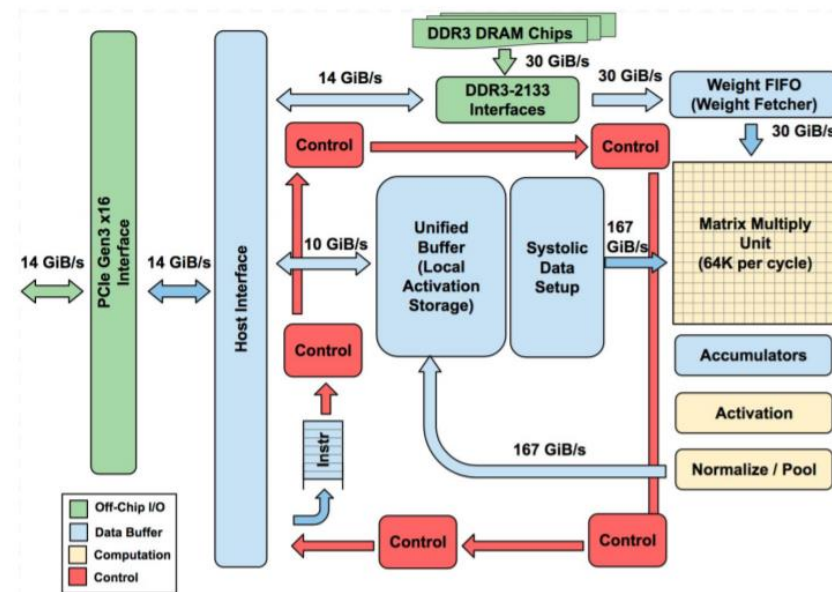 DDR3 DRAM Chips
30 GiB/s
14 GiB/s
DDR3-2133
Interfaces
30 GiB/s
Weight FIFO
(Weight Fetcher)
30 GiB/s
Control
Control
PCIe Gen3 x16
Interface
Host Interface
14 GiB/s
14 GiB/s
10 GiB/s
Unified
Buffer
(Local
Activation
Storage)
Systolic
Data
Setup
167
GiB/s
Matrix Multiply
Unit
(64K per cycle)
Control
Accumulators
Activation
Instr
167 GiB/s
Normalize / Pool
Off-Chip I/O
Data Buffer
Computation
Control
Control
Control